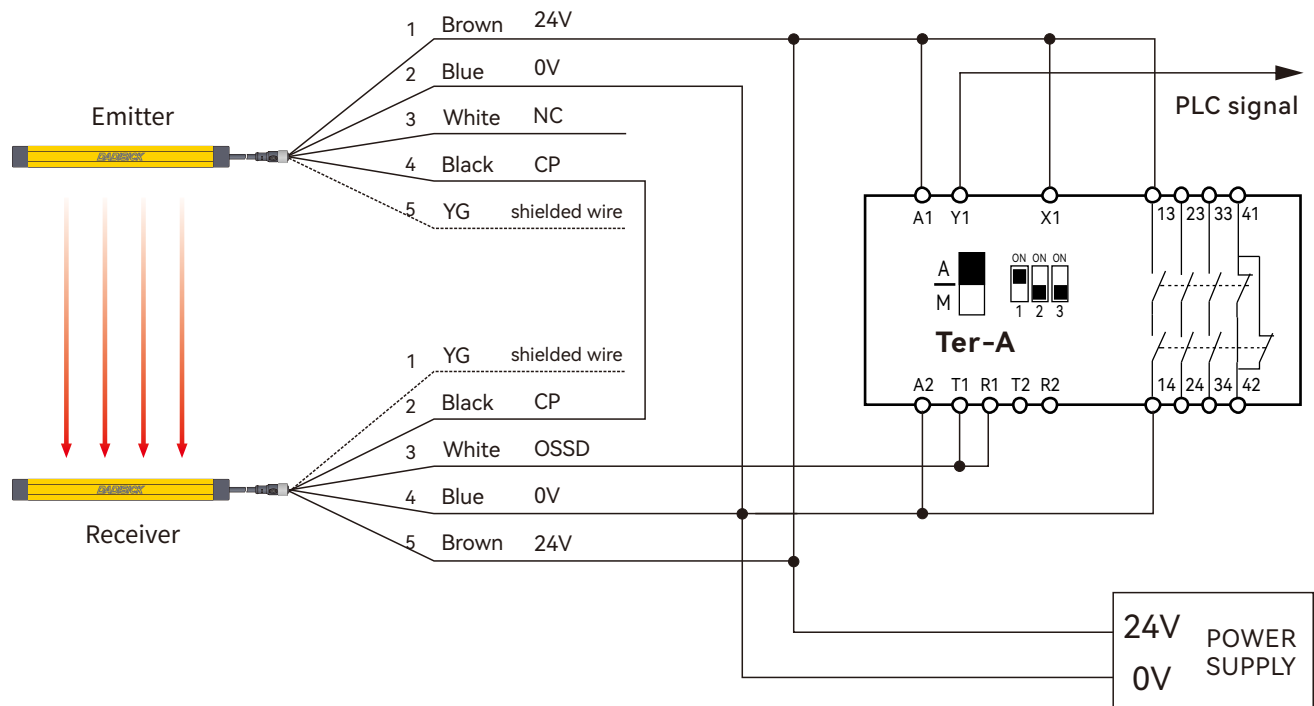 Emitter
DADISICK
1 Brown 24V
2 Blue 0V
3 White NC
4 Black CP
5 YG shielded wire
PLC signal
A1 Y1 X1 13 23 33 41
A
M
ON ON ON
1 2 3
Ter-A
A2 T1 R1 T2 R2 14 24 34 42
1 YG shielded wire
2 Black CP
3 White OSSD
4 Blue 0V
5 Brown 24V
DADISICK
Receiver
24V
0V
POWER
SUPPLY